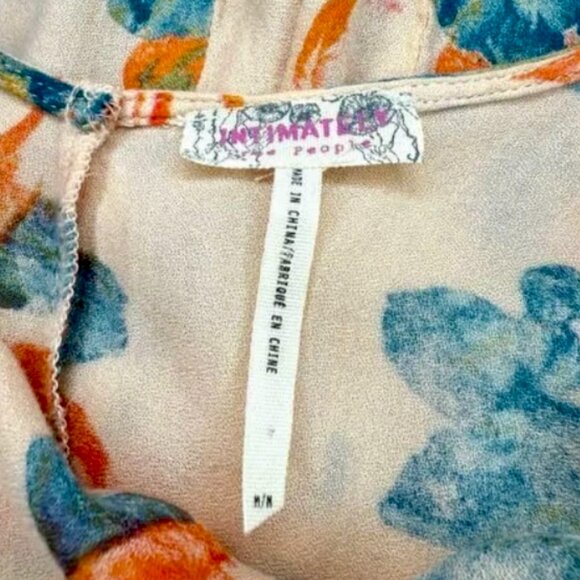 INTIMATELY
People
MADE IN CHINA/FABRIQUÉ EN CHINE
M/M